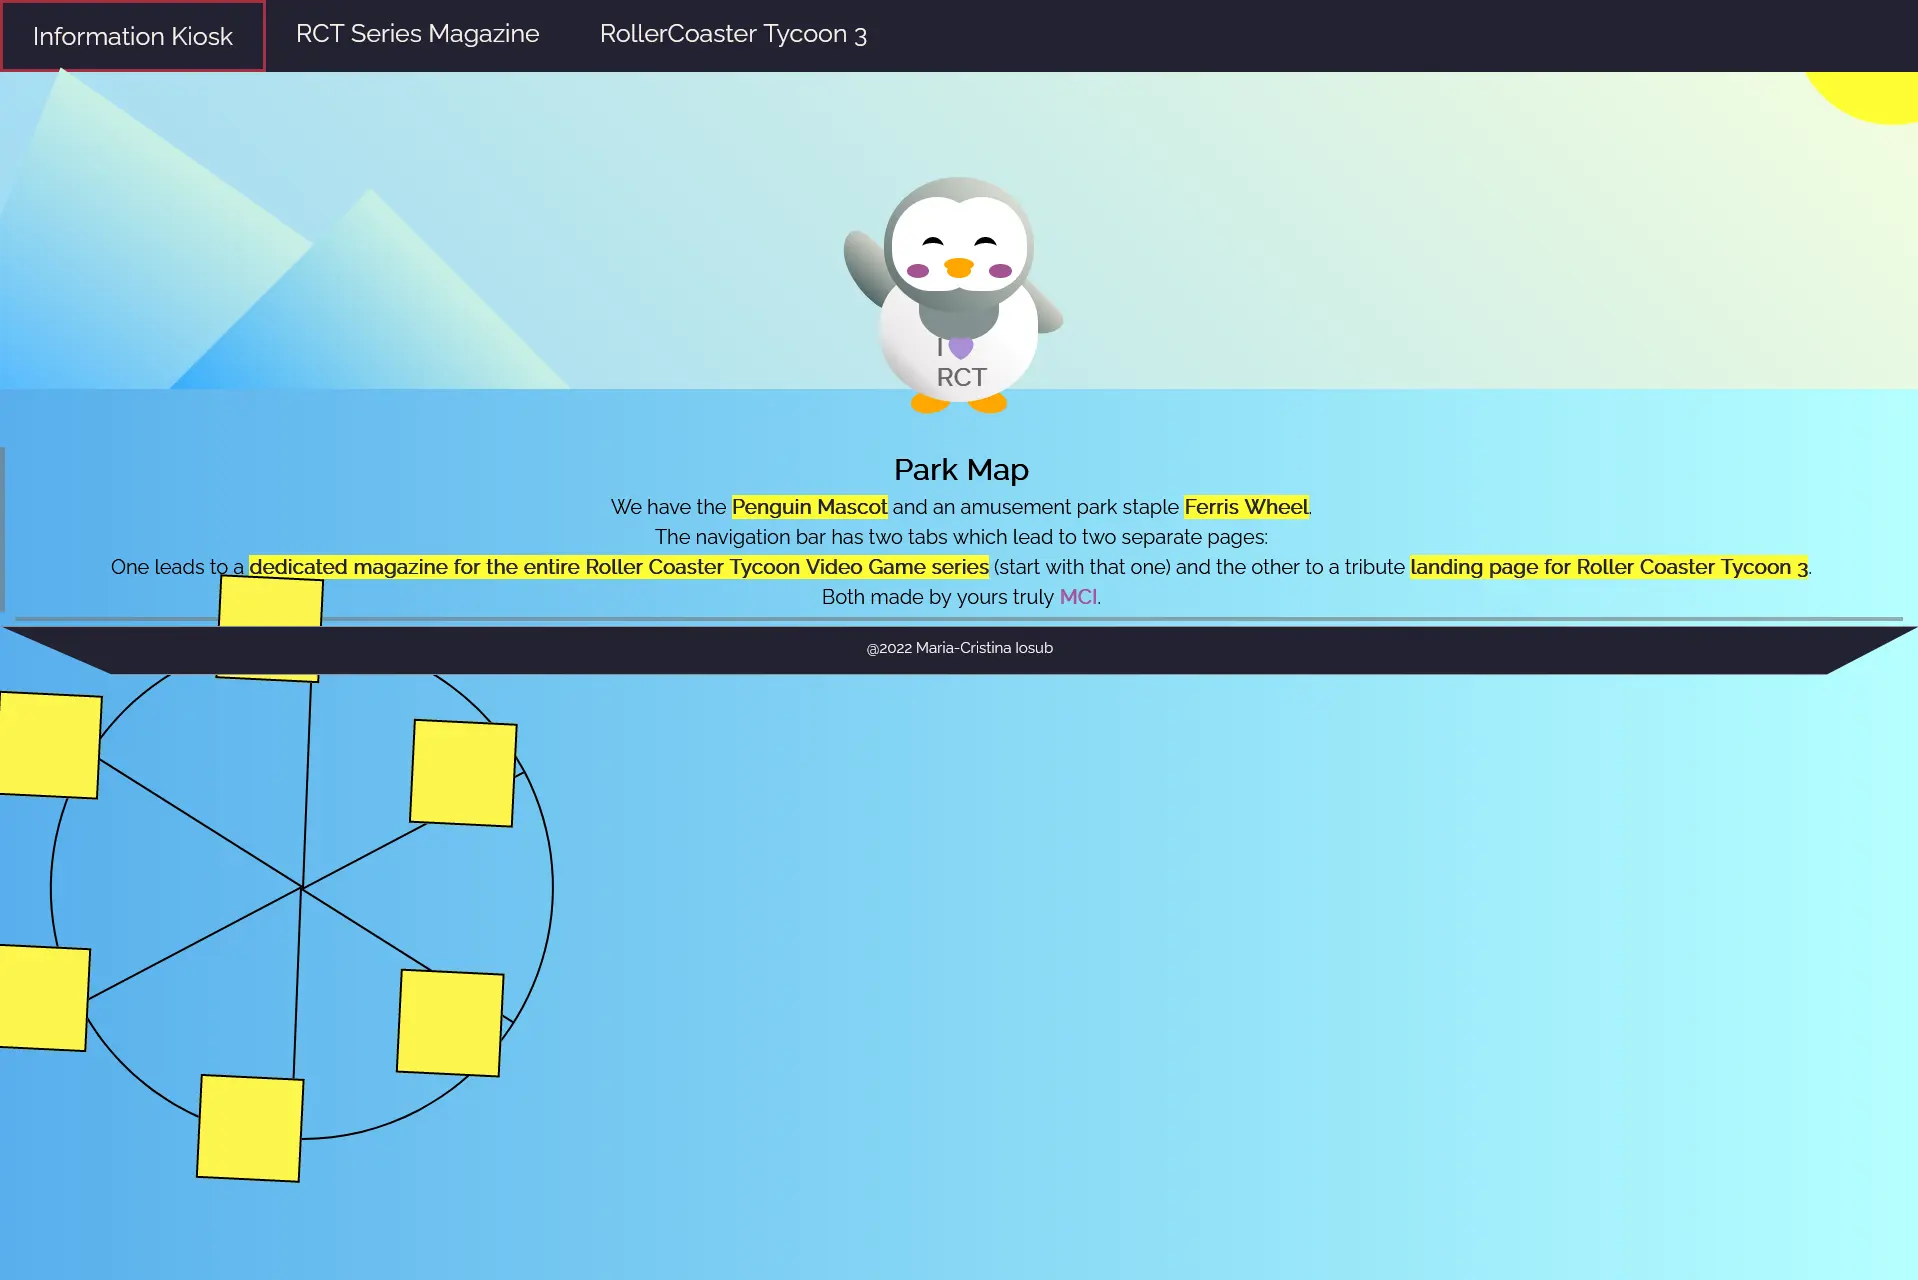 Information Kiosk
RCT Series Magazine
RollerCoaster Tycoon 3
I
RCT
Park Map
We have the Penguin Mascot and an amusement park staple Ferris Wheel.
The navigation bar has two tabs which lead to two separate pages:
One leads to a dedicated magazine for the entire Roller Coaster Tycoon Video Game series (start with that one) and the other to a tribute landing page for Roller Coaster Tycoon 3.
Both made by yours truly MCI.
@2022 Maria-Cristina Iosub